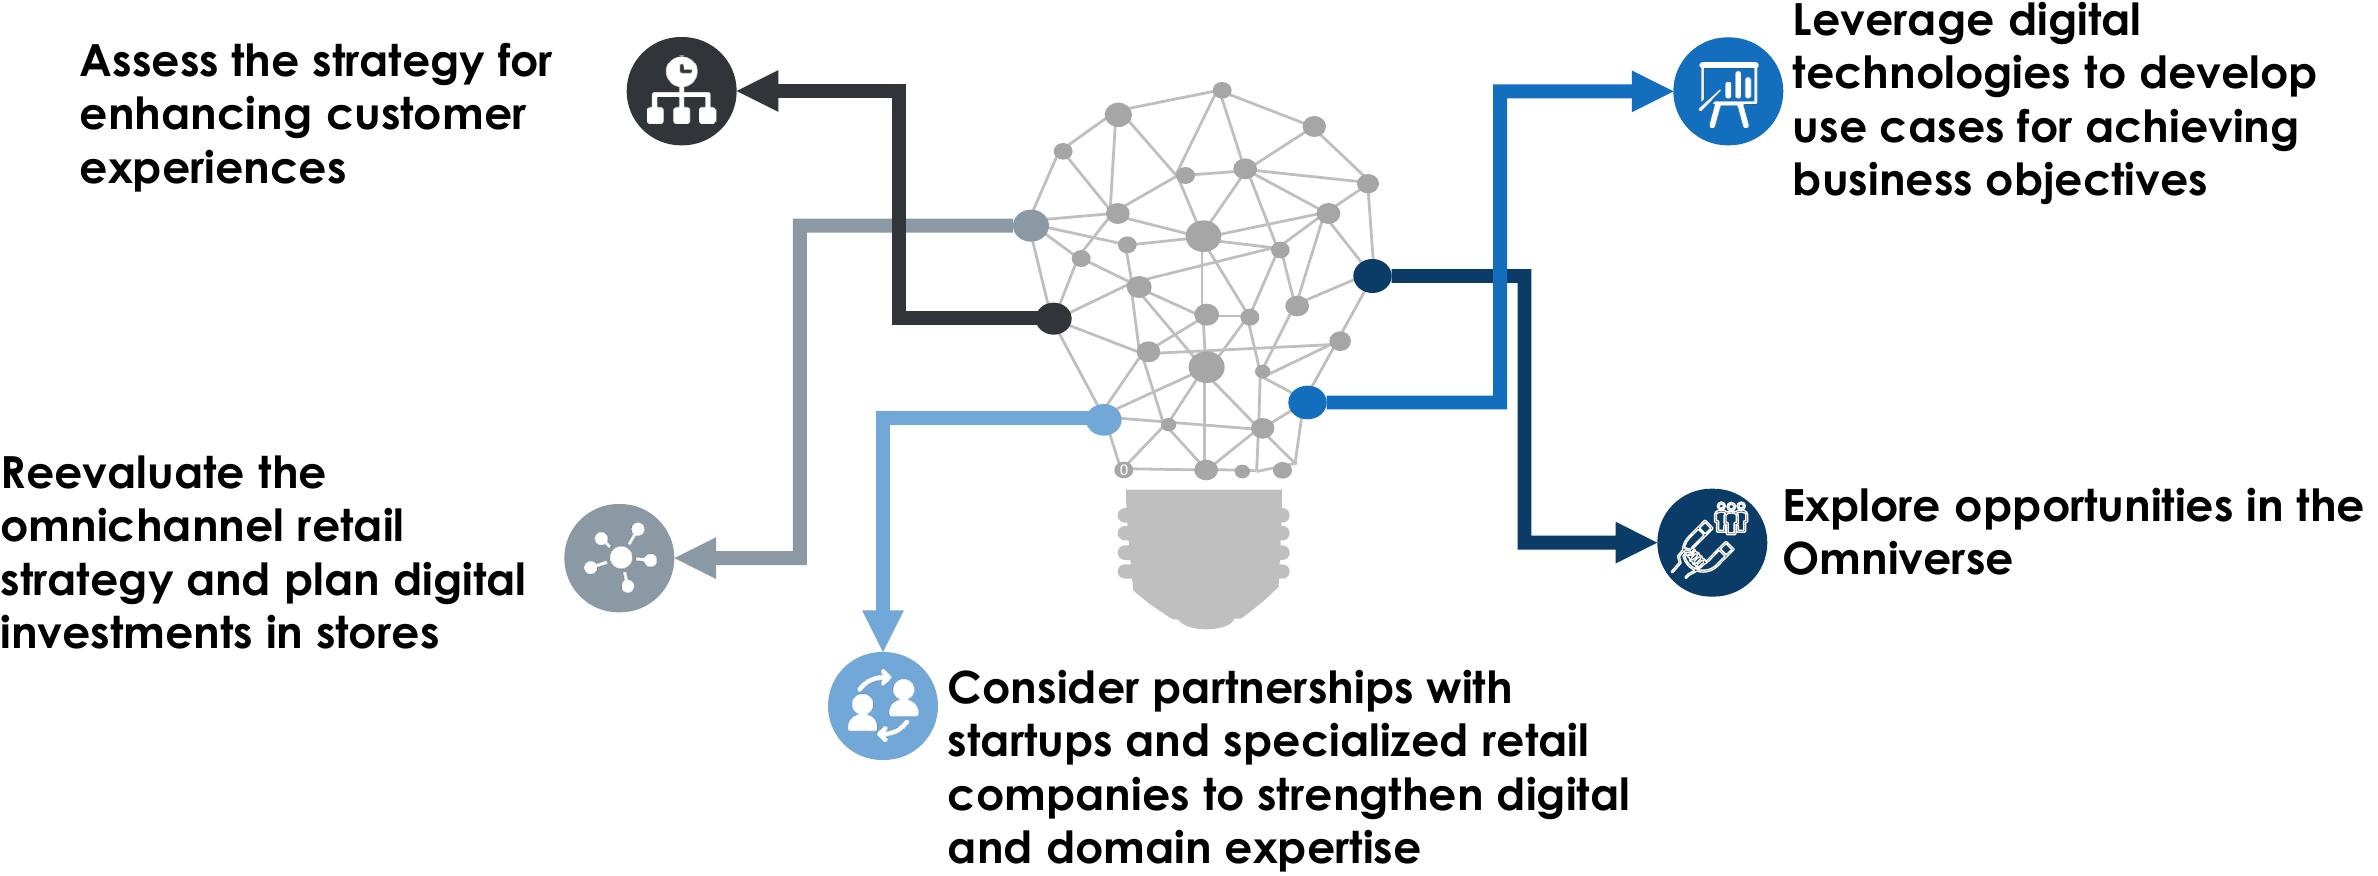 Assess the strategy for
enhancing customer
experiences
Leverage digital
technologies to develop
use cases for achieving
business objectives
0
Reevaluate the
omnichannel retail
strategy and plan digital
investments in stores
Explore opportunities in the
Omniverse
Consider partnerships with
startups and specialized retail
companies to strengthen digital
and domain expertise